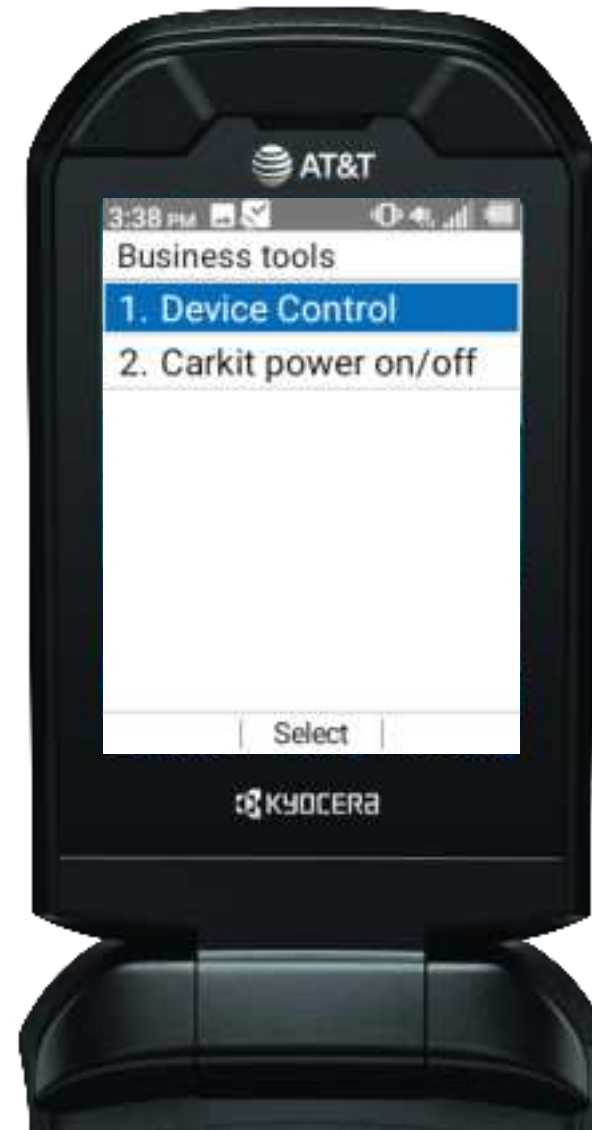 AT&T
3:38 PM
Business tools
1. Device Control
2. Carkit power on/off
Select
KYOCERA